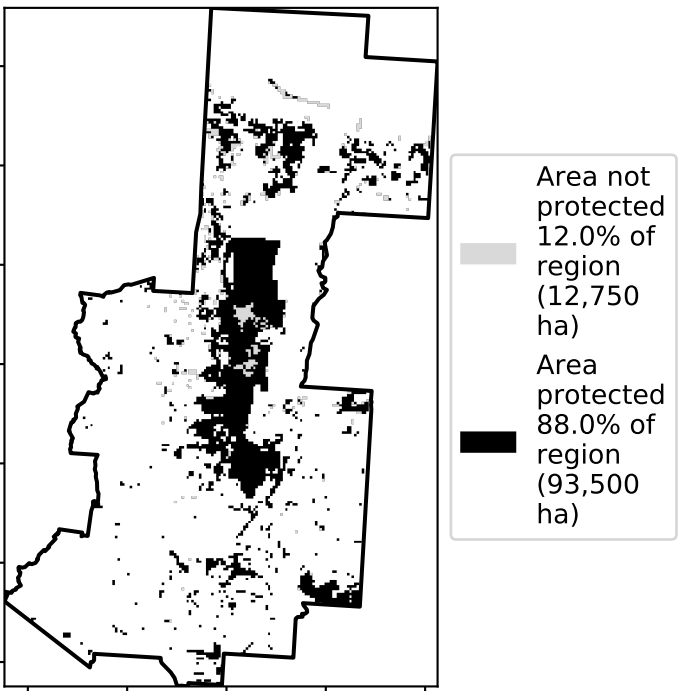 Area not
protected
12.0% of
region
(12,750
ha)
Area
protected
88.0% of
region
(93,500
ha)